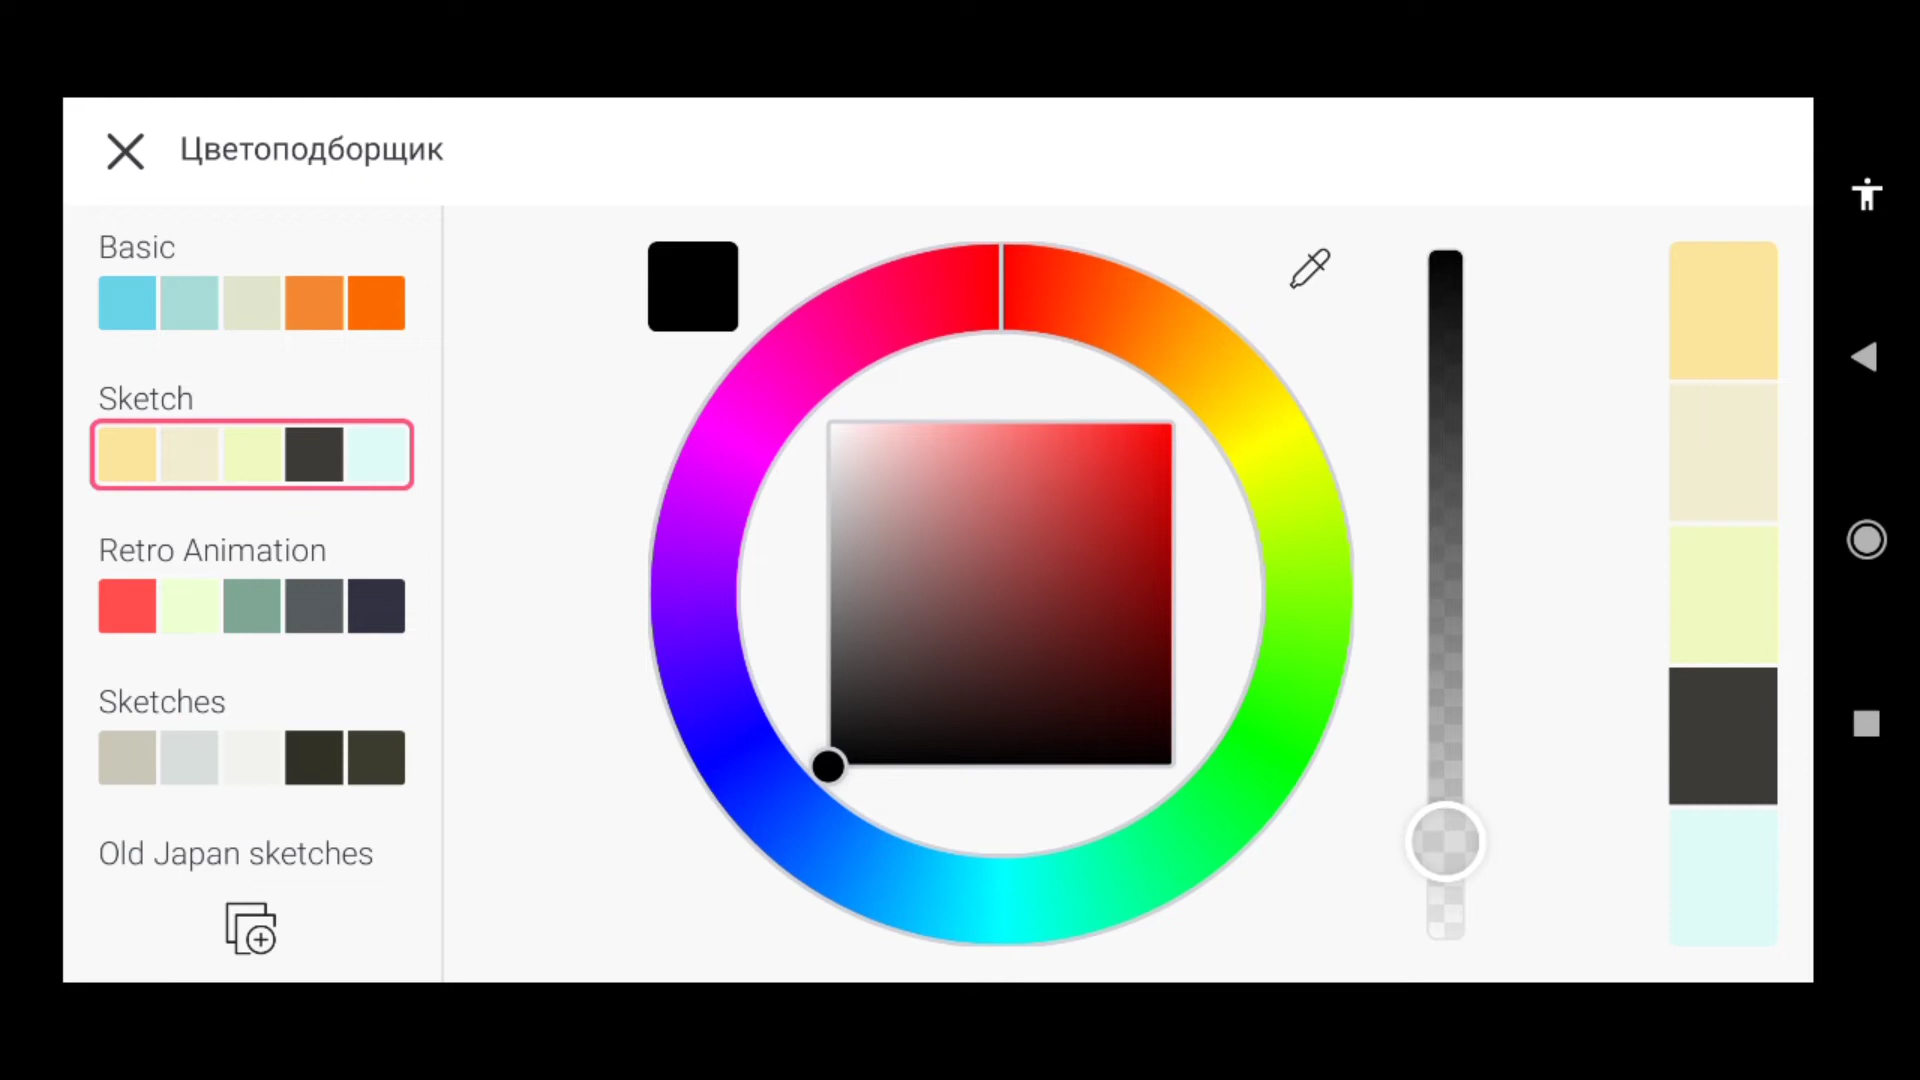 Цветоподборщик
Basic
Sketch
Retro Animation
Sketches
Old Japan sketches